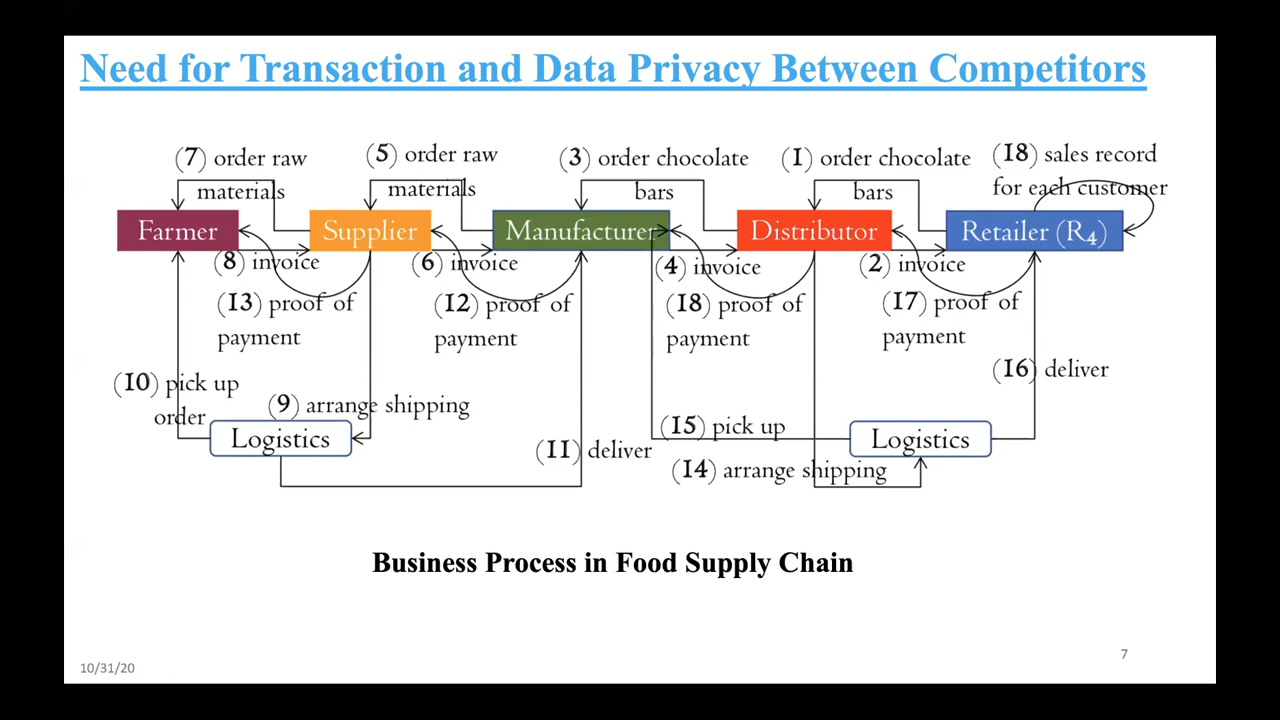 Need for Transaction and Data Privacy Between Competitors
(7) order raw
materials
(5) order raw
materials
(3) order chocolate
bars
(1) order chocolate
bars
(18) sales record
for each customer
Farmer
Supplier
Manufacturer
Distributor
Retailer (R4)
(8) invoice
(6) invoice
(4) invoice
(2) invoice
(13) proof of
payment
(12) proof of
payment
(18) proof of
payment
(17) proof of
payment
(10) pick up
order
(9) arrange shipping
(16) deliver
Logistics
(11) deliver
(15) pick up
Logistics
(14) arrange shipping
Business Process in Food Supply Chain
10/31/20
7